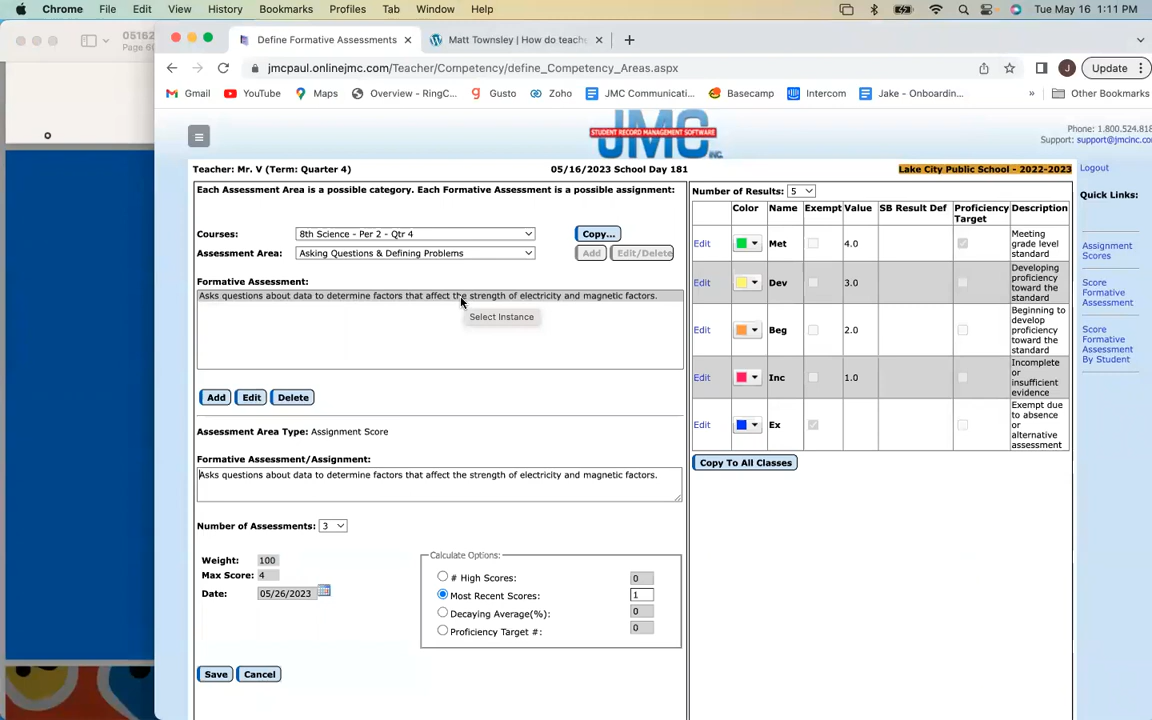 Chrome File Edit View History Bookmarks Profiles Tab Window Help Tue May 16 1:11 PM
05162
Page 60
Define Formative Assessments
Matt Townsley | How do teach
jmcpaul.onlinejmc.com/Teacher/Competency/define_Competency_Areas.aspx
J
Update
Gmail YouTube Maps Overview - RingC... Gusto Zoho JMC Communicati... Basecamp Intercom Jake - Onboardin... » Other Bookmarks
JMC
STUDENT RECORD MANAGEMENT SOFTWARE
INC.
Phone: 1.800.524.818
Support: support@jmcinc.co
Teacher: Mr. V (Term: Quarter 4) 05/16/2023 School Day 181 Lake City Public School - 2022-2023
Logout
Quick Links:
Assignment
Scores
Score
Formative
Assessment
Score
Formative
Assessment
By Student
Each Assessment Area is a possible category. Each Formative Assessment is a possible assignment:
Courses: 8th Science - Per 2 - Qtr 4 Copy...
Assessment Area: Asking Questions & Defining Problems Add Edit/Delete
Formative Assessment:
Asks questions about data to determine factors that affect the strength of electricity and magnetic factors.
Select Instance
Add Edit Delete
Assessment Area Type: Assignment Score
Formative Assessment/Assignment:
Asks questions about data to determine factors that affect the strength of electricity and magnetic factors.
Number of Assessments: 3
Weight: 100
Max Score: 4
Date: 05/26/2023
Calculate Options:
# High Scores: 0
Most Recent Scores: 1
Decaying Average(%): 0
Proficiency Target #: 0
Save Cancel
Number of Results: 5
Color Name Exempt Value SB Result Def Proficiency Target Description
Edit Met 4.0 Meeting grade level standard
Edit Dev 3.0 Developing proficiency toward the standard
Edit Beg 2.0 Beginning to develop proficiency toward the standard
Edit Inc 1.0 Incomplete or insufficient evidence
Edit Ex Exempt due to absence or alternative assessment
Copy To All Classes